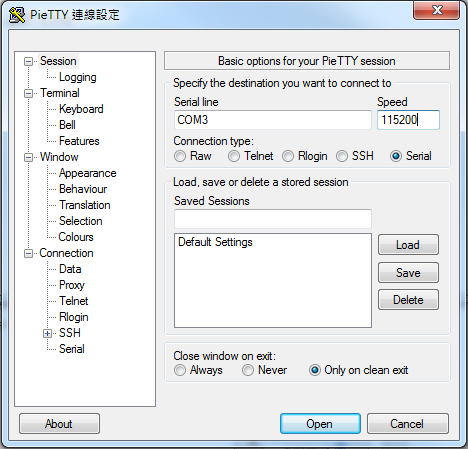 PieTTY 連線設定
Session
Logging
Terminal
Keyboard
Bell
Features
Window
Appearance
Behaviour
Translation
Selection
Colours
Connection
Data
Proxy
Telnet
Rlogin
SSH
Serial
Basic options for your PieTTY session
Specify the destination you want to connect to
Serial line Speed
COM3 115200
Connection type:
Raw Telnet Rlogin SSH Serial
Load, save or delete a stored session
Saved Sessions
Default Settings
Load
Save
Delete
Close window on exit:
Always Never Only on clean exit
About Open Cancel